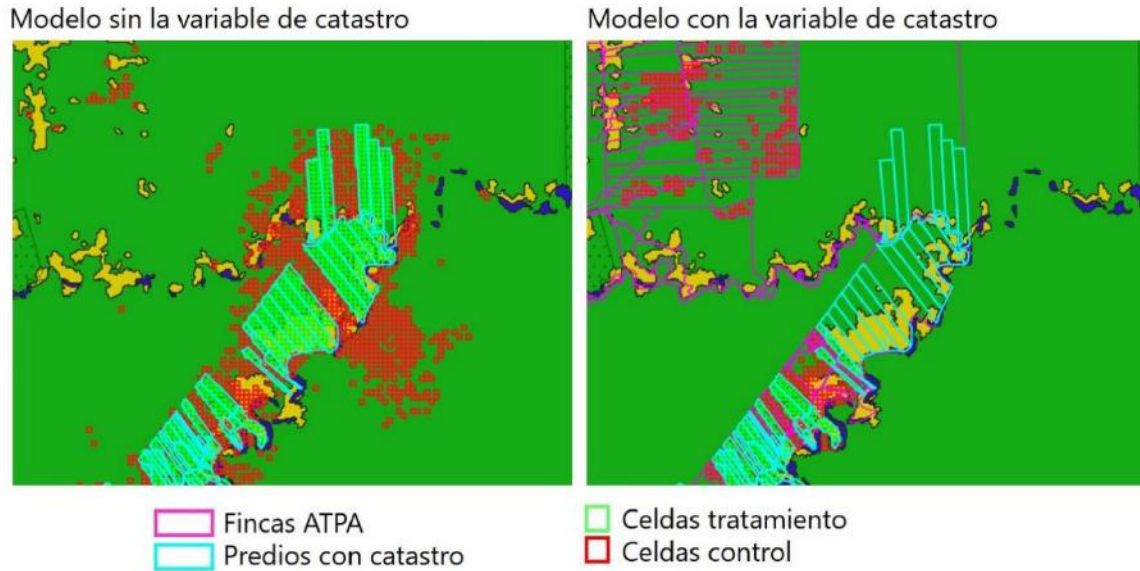 Modelo sin la variable de catastro
Modelo con la variable de catastro
Fincas ATPA
Predios con catastro
Celdas tratamiento
Celdas control